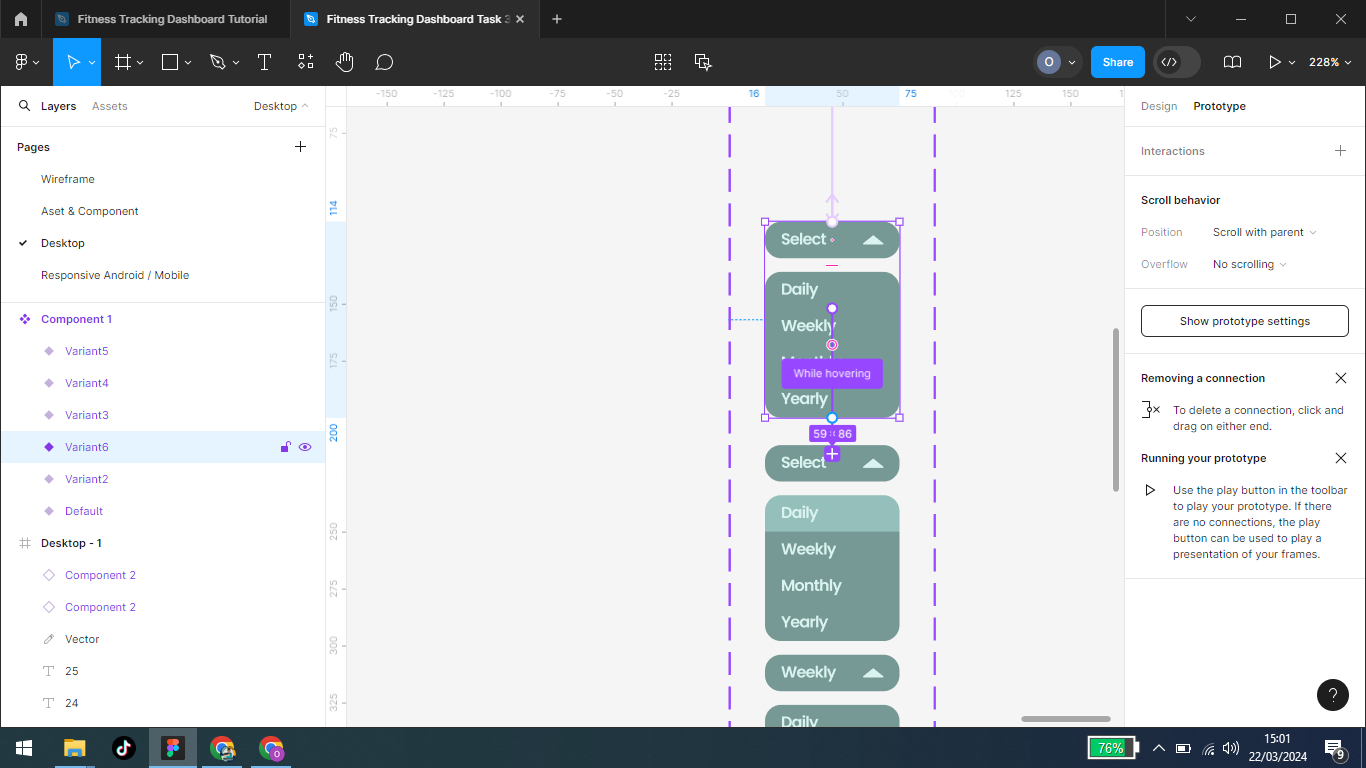 Fitness Tracking Dashboard Tutorial
Fitness Tracking Dashboard Task 3
O
Share
228%
Layers
Assets
Desktop
Pages
Wireframe
Aset & Component
Desktop
Responsive Android / Mobile
Component 1
Variant5
Variant4
Variant3
Variant6
Variant2
Default
Desktop - 1
Component 2
Component 2
Vector
25
24
-150
-125
-100
-75
-50
-25
16
50
75
125
150
75
114
150
175
200
250
275
300
325
Select
Daily
Weekly
While hovering
Yearly
Select
Daily
Weekly
Monthly
Yearly
Weekly
Daily
Design
Prototype
Interactions
Scroll behavior
Position
Scroll with parent
Overflow
No scrolling
Show prototype settings
Removing a connection
To delete a connection, click and
drag on either end.
Running your prototype
Use the play button in the toolbar
to play your prototype. If there
are no connections, the play
button can be used to play a
presentation of your frames.
?
76%
15:01
22/03/2024
9